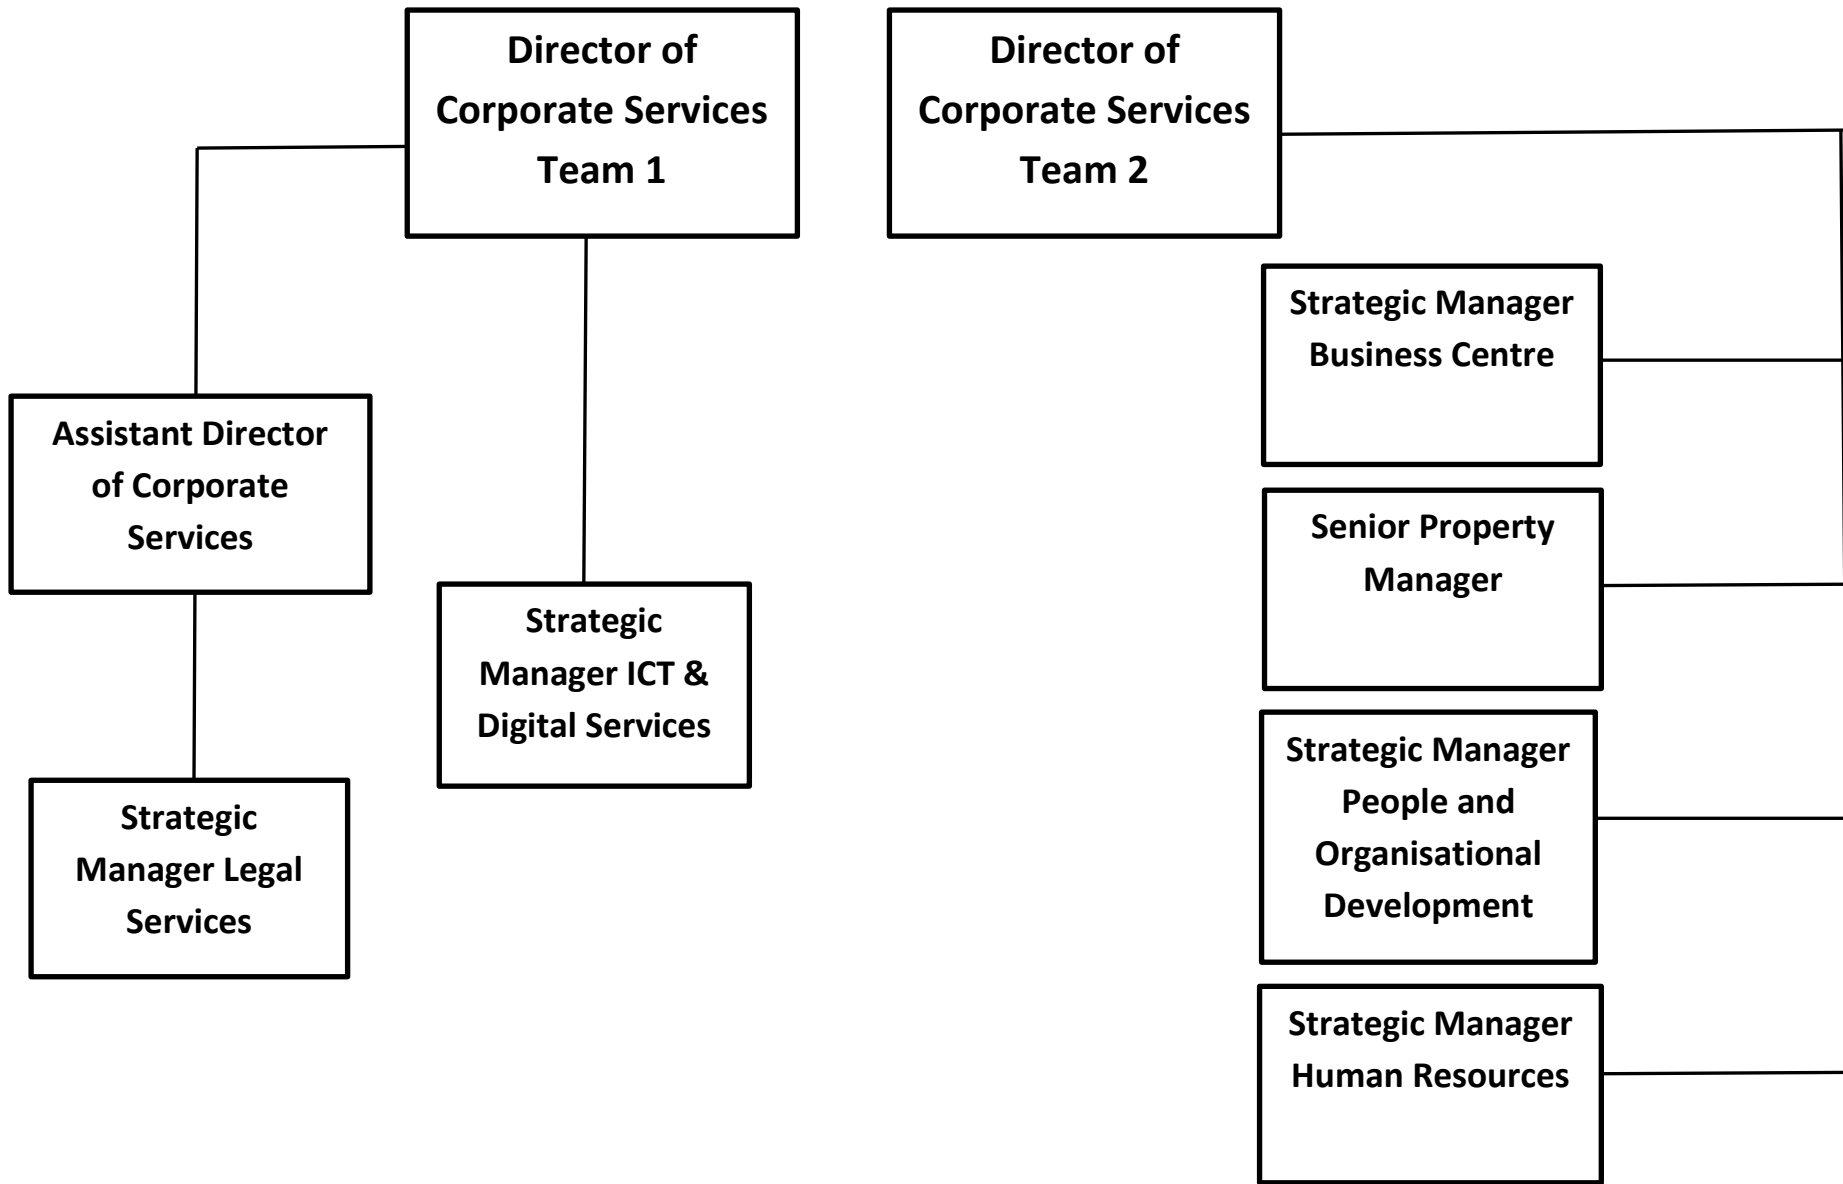 Director of
Corporate Services
Team 1
Director of
Corporate Services
Team 2
Assistant Director
of Corporate
Services
Strategic
Manager Legal
Services
Strategic
Manager ICT &
Digital Services
Strategic Manager
Business Centre
Senior Property
Manager
Strategic Manager
People and
Organisational
Development
Strategic Manager
Human Resources